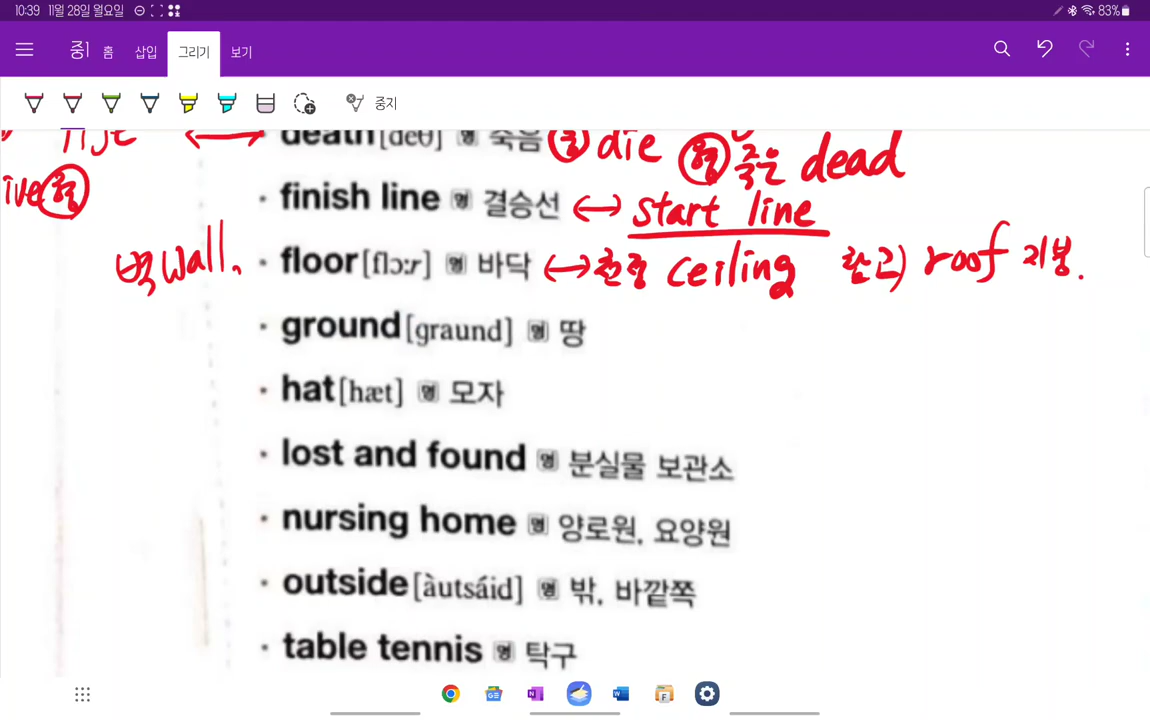 10:39 11월 28일 월요일 83%
중1 홈 삽입 그리기 보기
중지
death[deθ] 명 죽음 동 die 형 죽은 dead
ive 형
finish line 명 결승선 ↔ start line
벽 wall. floor[flɔːr] 명 바닥 ↔ 천장 ceiling 참고) roof 지붕.
ground[graund] 명 땅
hat[hæt] 명 모자
lost and found 명 분실물 보관소
nursing home 명 양로원, 요양원
outside[àutsáid] 명 밖, 바깥쪽
table tennis 명 탁구